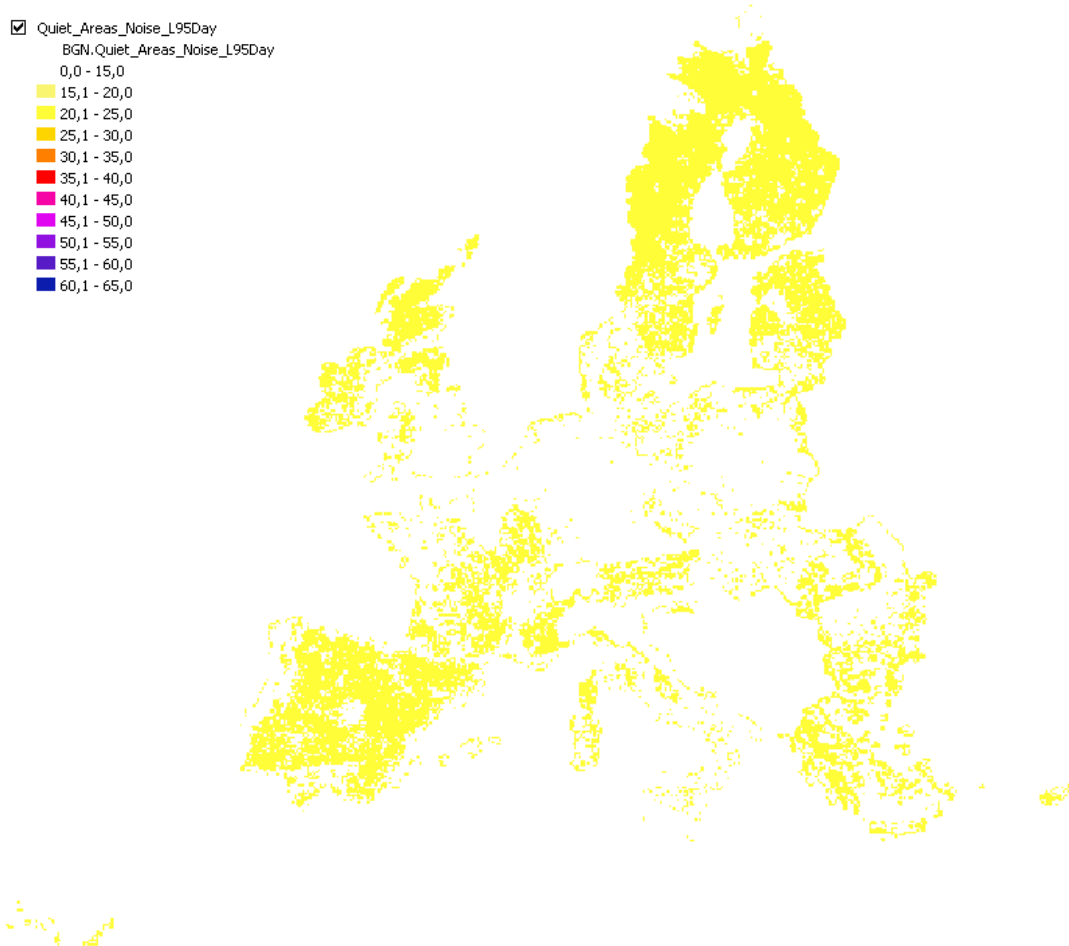 Quiet_Areas_Noise_L95Day
BGN.Quiet_Areas_Noise_L95Day
0,0 - 15,0
15,1 - 20,0
20,1 - 25,0
25,1 - 30,0
30,1 - 35,0
35,1 - 40,0
40,1 - 45,0
45,1 - 50,0
50,1 - 55,0
55,1 - 60,0
60,1 - 65,0